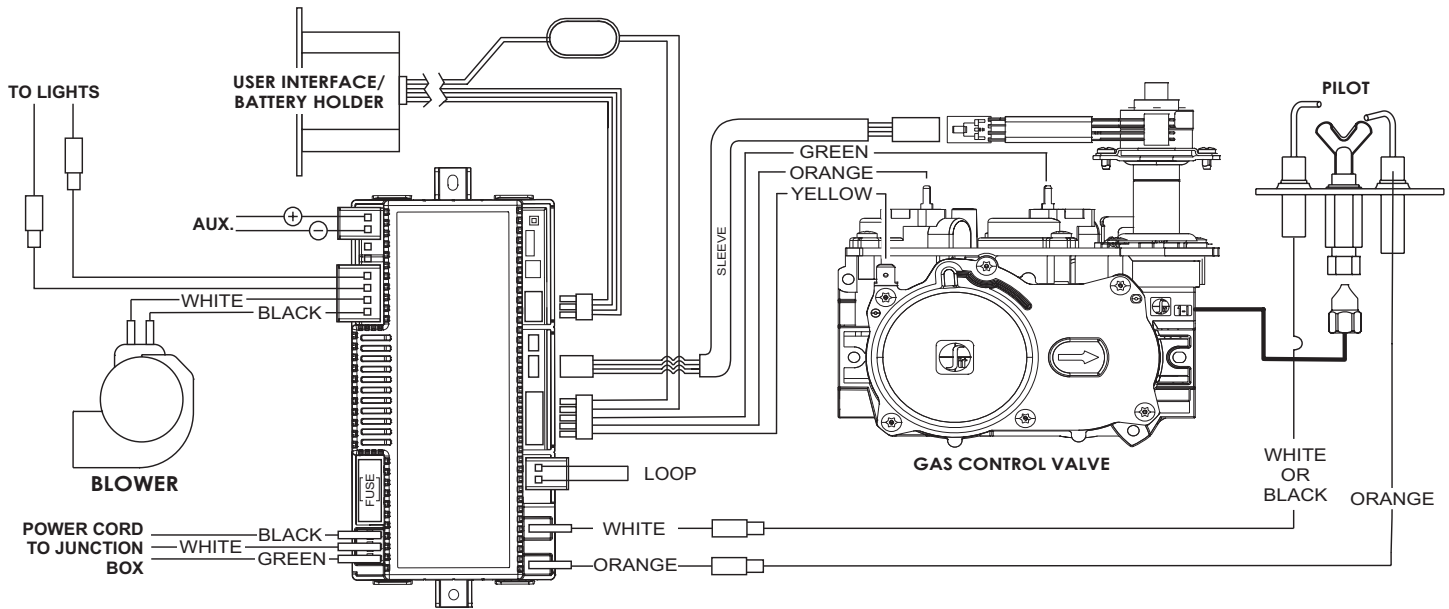 TO LIGHTS
USER INTERFACE/
BATTERY HOLDER
PILOT
GREEN
ORANGE
YELLOW
AUX.
+
−
SLEEVE
WHITE
BLACK
BLOWER
FUSE
LOOP
GAS CONTROL VALVE
WHITE
OR
BLACK
ORANGE
POWER CORD
TO JUNCTION
BOX
BLACK
WHITE
GREEN
WHITE
ORANGE